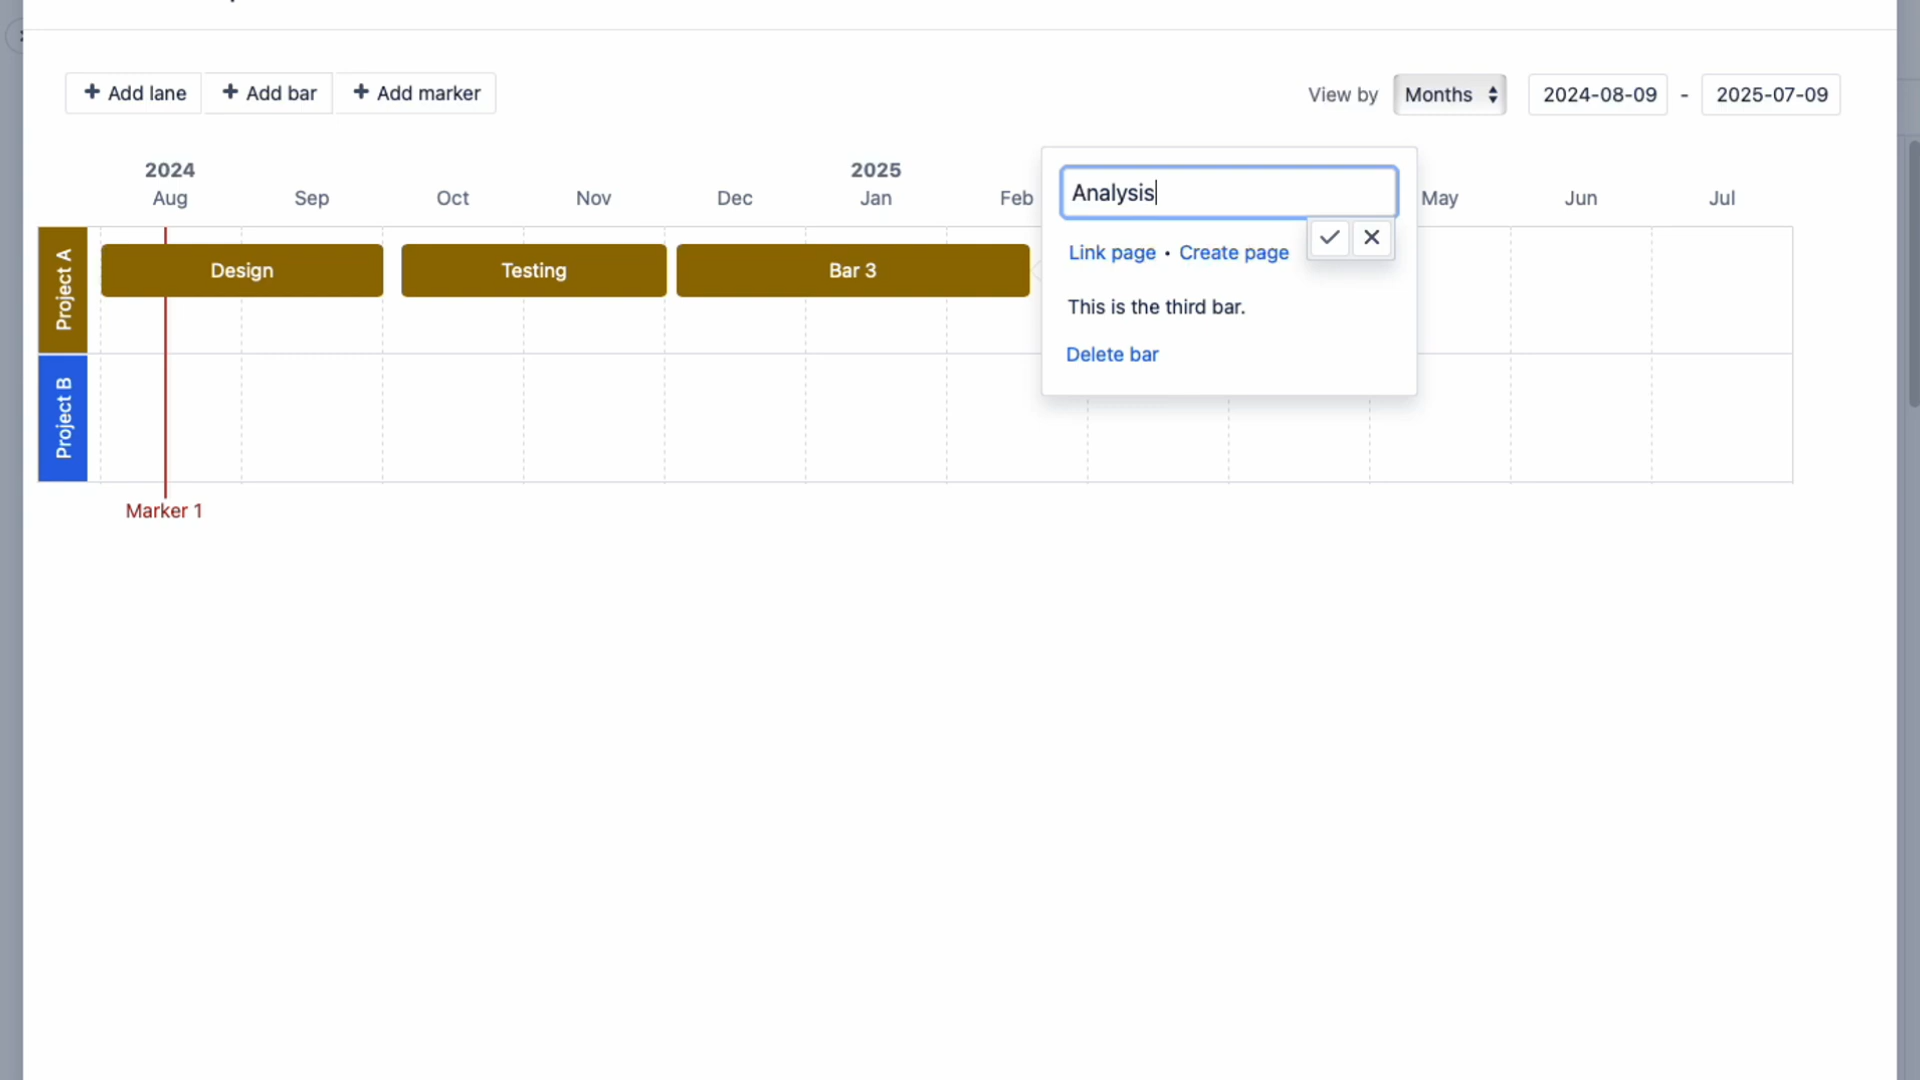 + Add lane + Add bar + Add marker
View by Months 2024-08-09 - 2025-07-09
2024 2025
Aug Sep Oct Nov Dec Jan Feb May Jun Jul
Analysis
Link page • Create page
This is the third bar.
Delete bar
Project A
Design Testing Bar 3
Project B
Marker 1